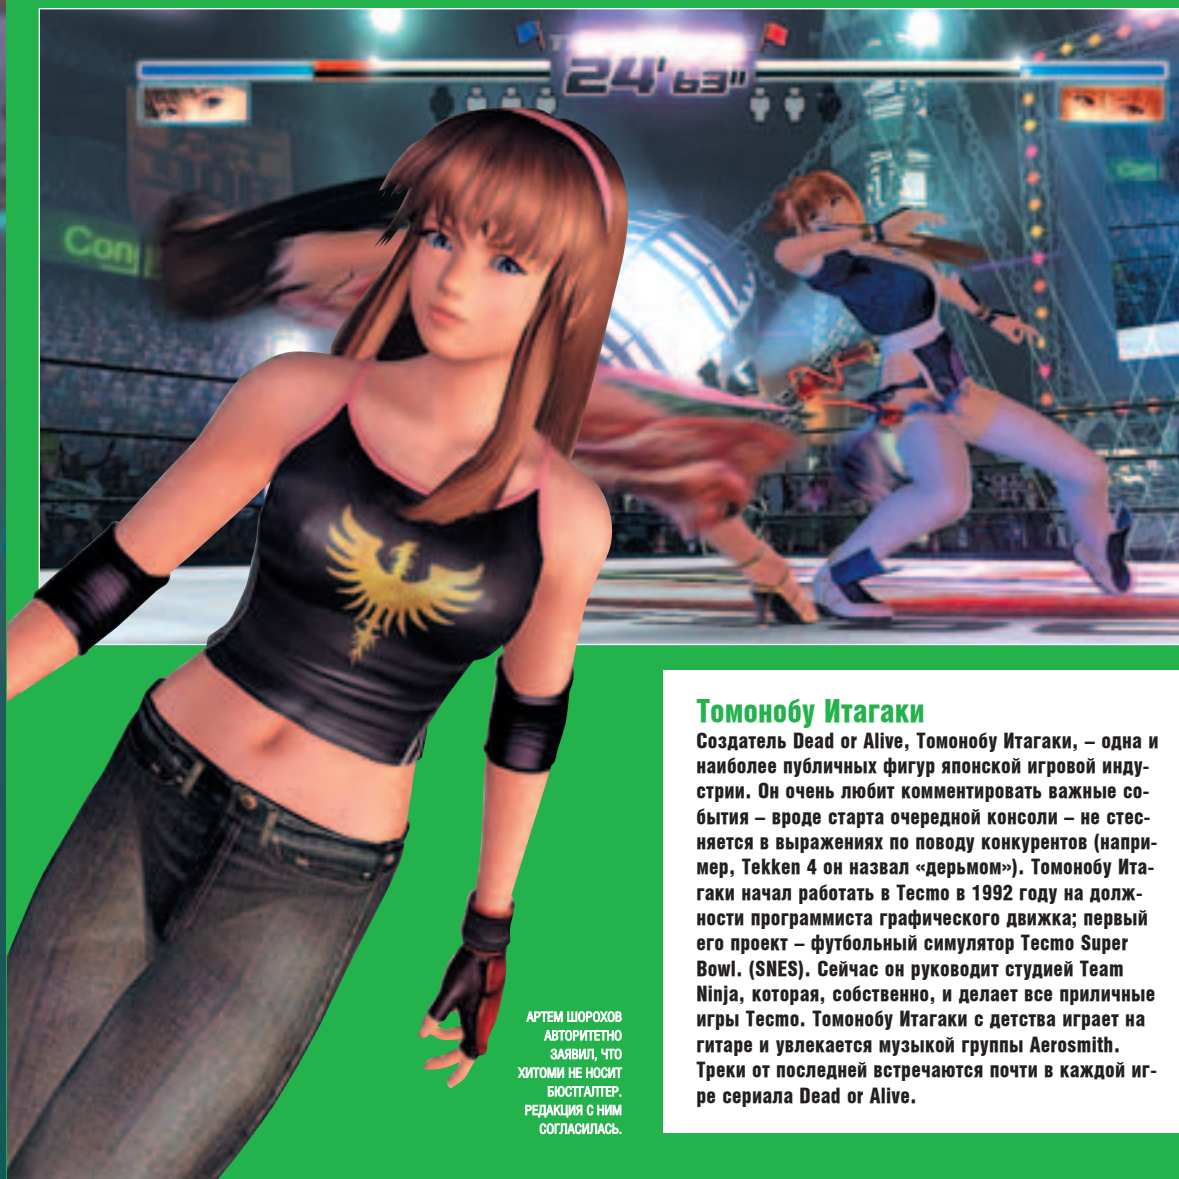 24'63"
Con
Томонобу Итагаки
Создатель Dead or Alive, Томонобу Итагаки, – одна и
наиболее публичных фигур японской игровой инду-
стрии. Он очень любит комментировать важные со-
бытия – вроде старта очередной консоли – не стес-
няется в выражениях по поводу конкурентов (напри-
мер, Tekken 4 он назвал «дерьмом»). Томонобу Ита-
гаки начал работать в Tecmo в 1992 году на долж-
ности программиста графического движка; первый
его проект – футбольный симулятор Tecmo Super
Bowl. (SNES). Сейчас он руководит студией Team
Ninja, которая, собственно, и делает все приличные
игры Tecmo. Томонобу Итагаки с детства играет на
гитаре и увлекается музыкой группы Aerosmith.
Треки от последней встречаются почти в каждой иг-
ре сериала Dead or Alive.
АРТЕМ ШОРОХОВ
АВТОРИТЕТНО
ЗАЯВИЛ, ЧТО
ХИТОМИ НЕ НОСИТ
БЮСТГАЛТЕР.
РЕДАКЦИЯ С НИМ
СОГЛАСИЛАСЬ.